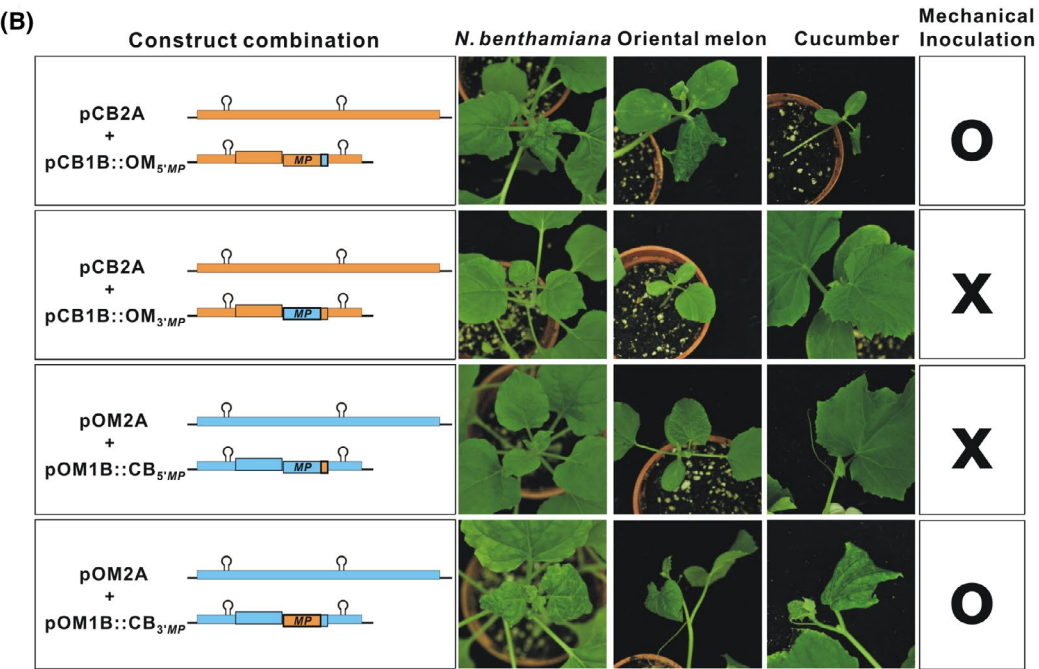 (B)
Construct combination
N. benthamiana
Oriental melon
Cucumber
Mechanical
Inoculation
pCB2A
+
pCB1B::OM5'MP
MP
O
pCB2A
+
pCB1B::OM3'MP
MP
X
pOM2A
+
pOM1B::CB5'MP
MP
X
pOM2A
+
pOM1B::CB3'MP
MP
O